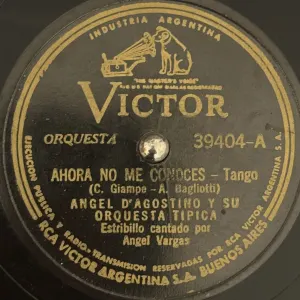 INDUSTRIA ARGENTINA
"HIS MASTER'S VOICE"
VICTOR
ORQUESTA 39404-A
AHORA NO ME CONOCES - Tango
(C. Giampe - A. Bagliotti)
ANGEL D'AGOSTINO Y SU
ORQUESTA TIPICA
Estribillo cantado por
Angel Vargas
EJECUCION PUBLICA Y RADIO-TRANSMISION RESERVADAS POR RCA VICTOR ARGENTINA S.A.
RCA VICTOR ARGENTINA S.A. BUENOS AIRES